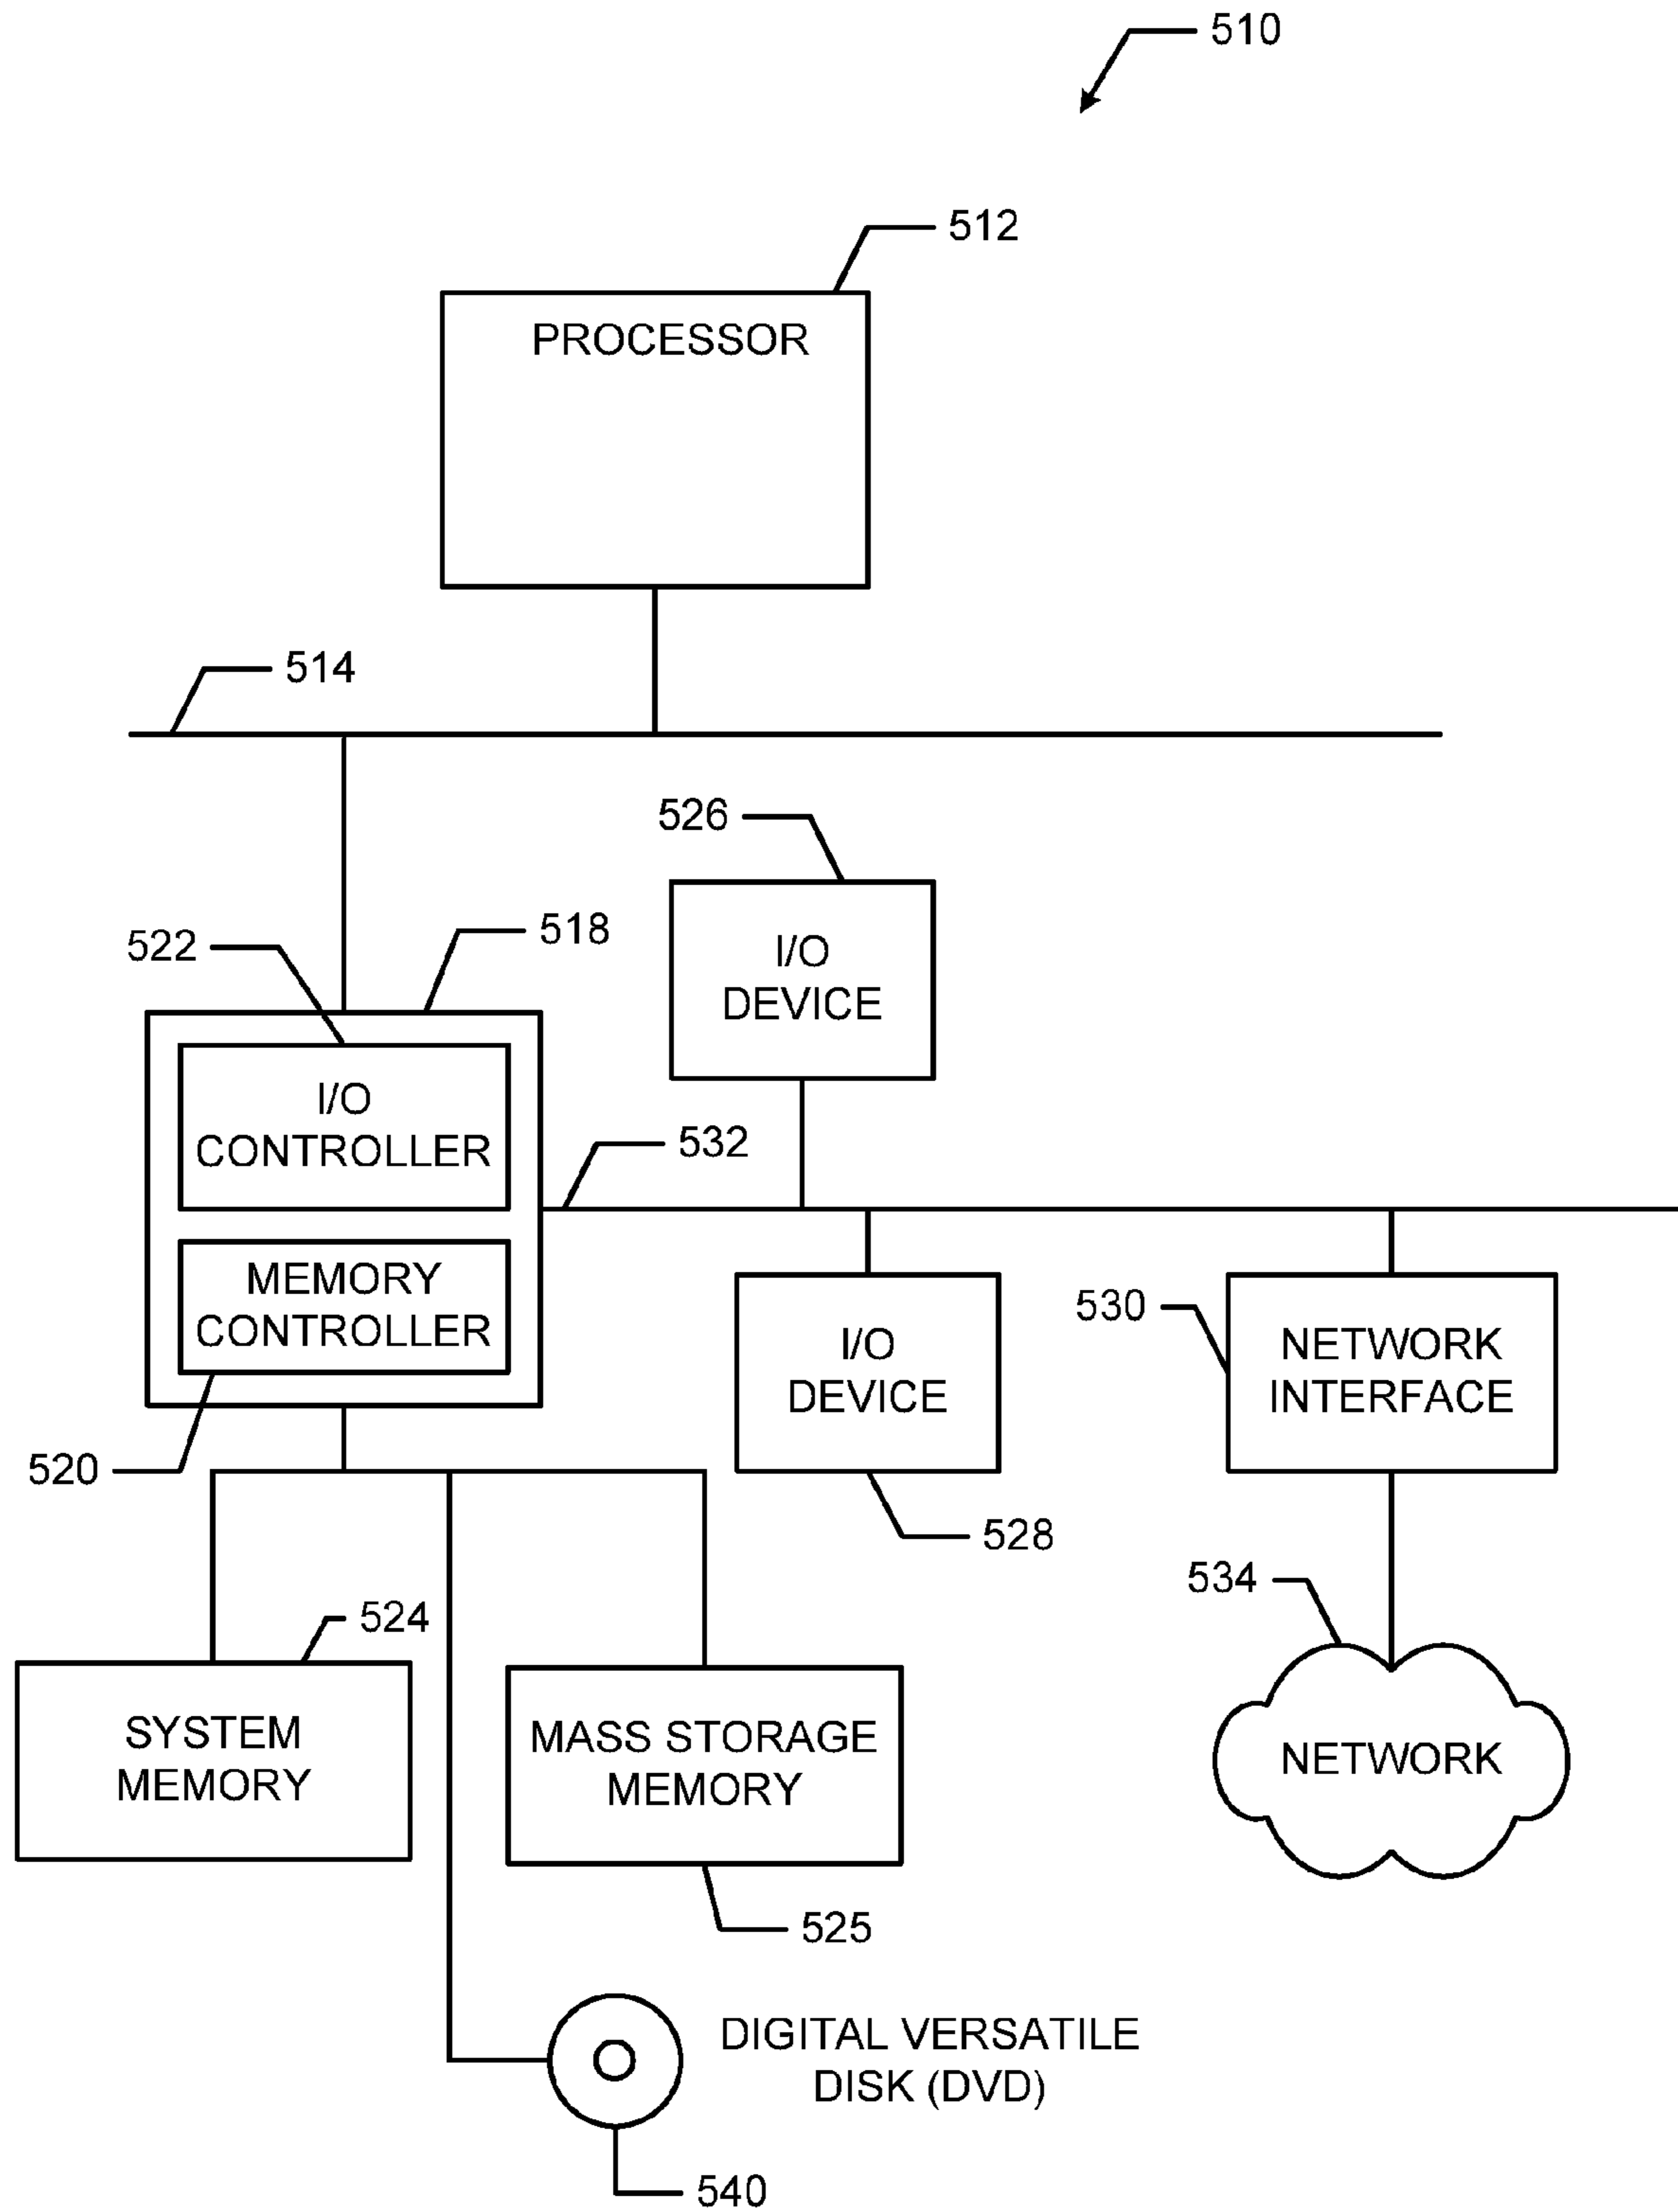 510
512
PROCESSOR
514
526
I/O
DEVICE
518
522
I/O
CONTROLLER
532
MEMORY
CONTROLLER
530
I/O
DEVICE
NETWORK
INTERFACE
520
528
534
524
SYSTEM
MEMORY
MASS STORAGE
MEMORY
NETWORK
525
DIGITAL VERSATILE
DISK (DVD)
540